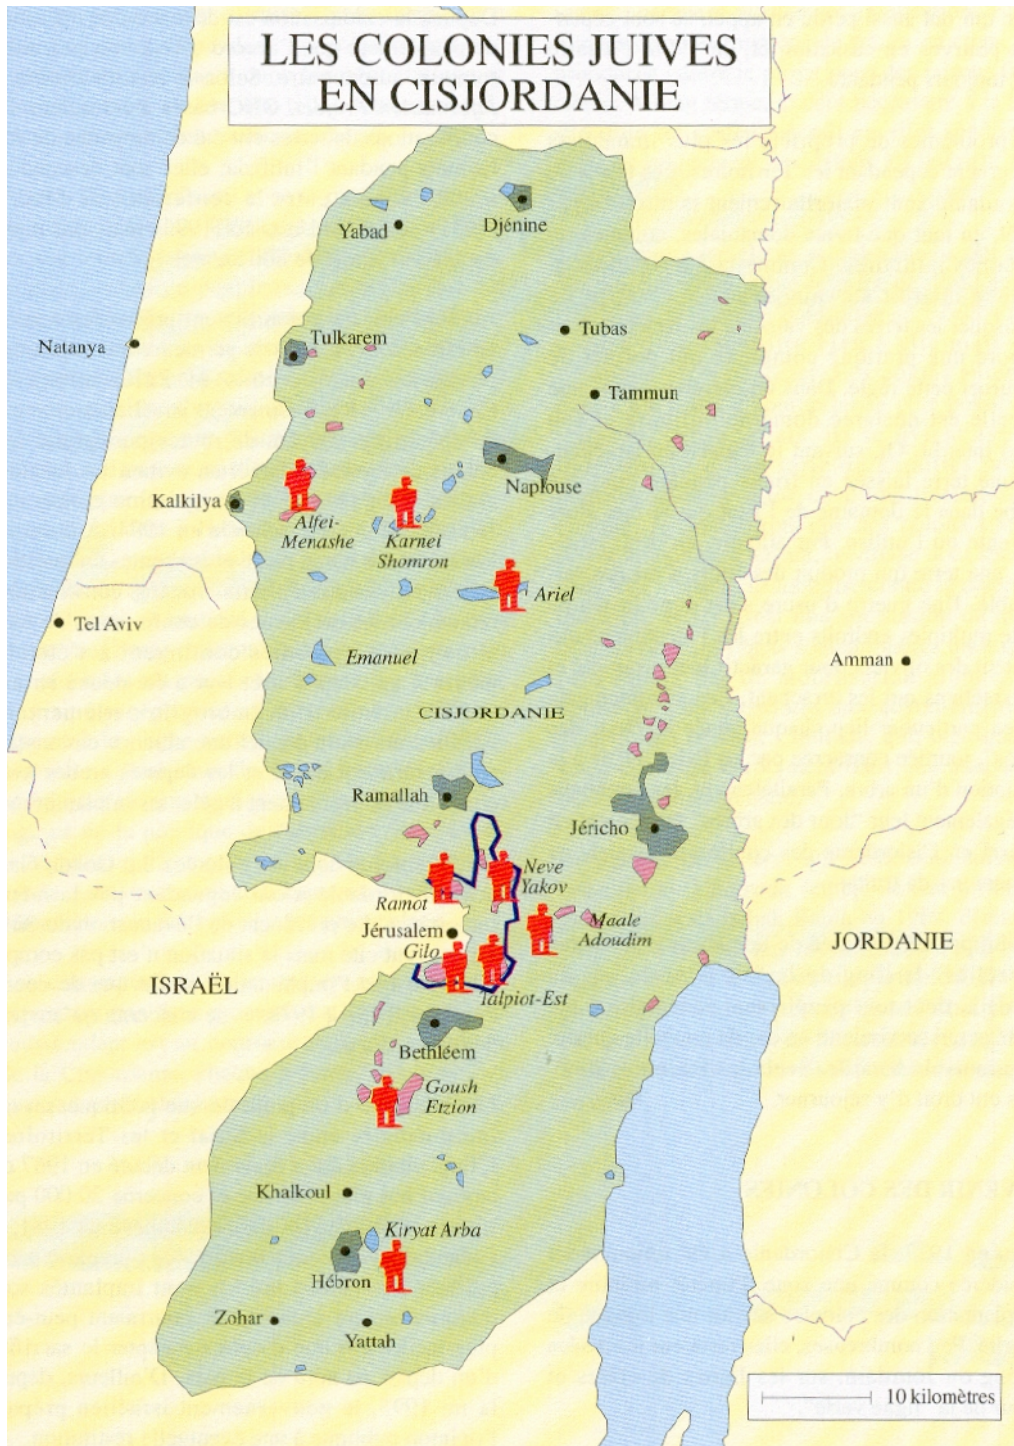 LES COLONIES JUIVES
EN CISJORDANIE
Yabad
Djénine
Tulkarem
Tubas
Natanya
Tammun
Naplouse
Kalkilya
Alfei-
Menashe
Karnei
Shomron
Ariel
Tel Aviv
Emanuel
Amman
CISJORDANIE
Ramallah
Jéricho
Neve
Yakov
Ramot
Maale
Adoudim
Jérusalem
Gilo
JORDANIE
ISRAËL
Talpiot-Est
Bethléem
Goush
Etzion
Khalkoul
Kiryat Arba
Hébron
Zohar
Yattah
10 kilomètres